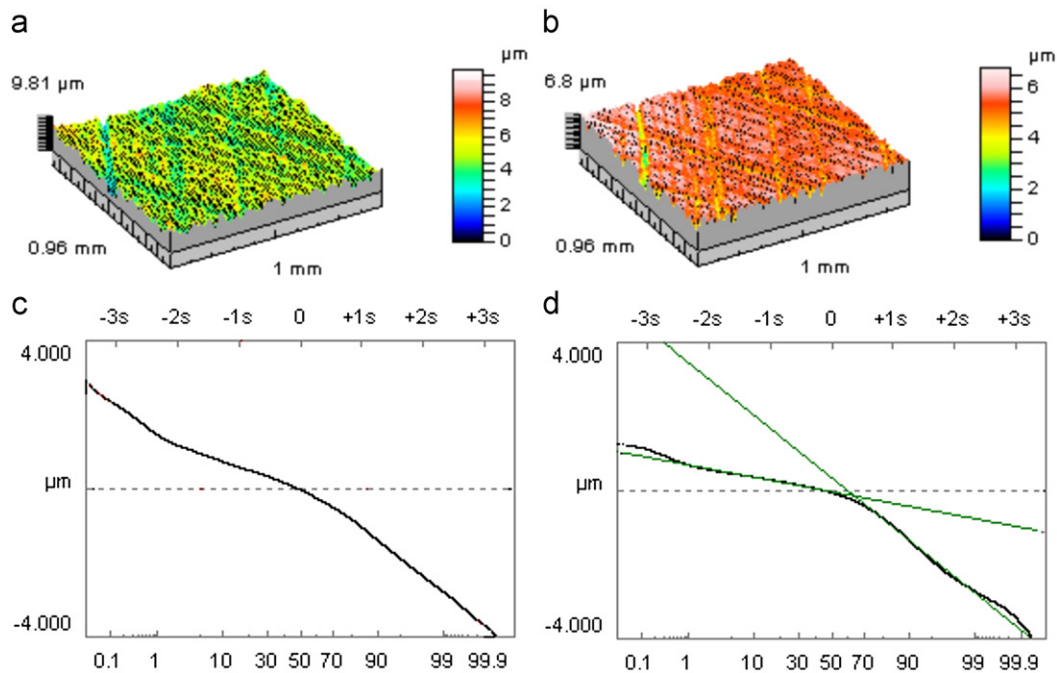 a
b
9.81 µm
0.96 mm
1 mm
µm
8
6
4
2
0
6.8 µm
0.96 mm
1 mm
µm
6
4
2
0
c
-3s -2s -1s 0 +1s +2s +3s
4.000
µm
-4.000
0.1 1 10 30 50 70 90 99 99.9
d
-3s -2s -1s 0 +1s +2s +3s
4.000
µm
-4.000
0.1 1 10 30 50 70 90 99 99.9